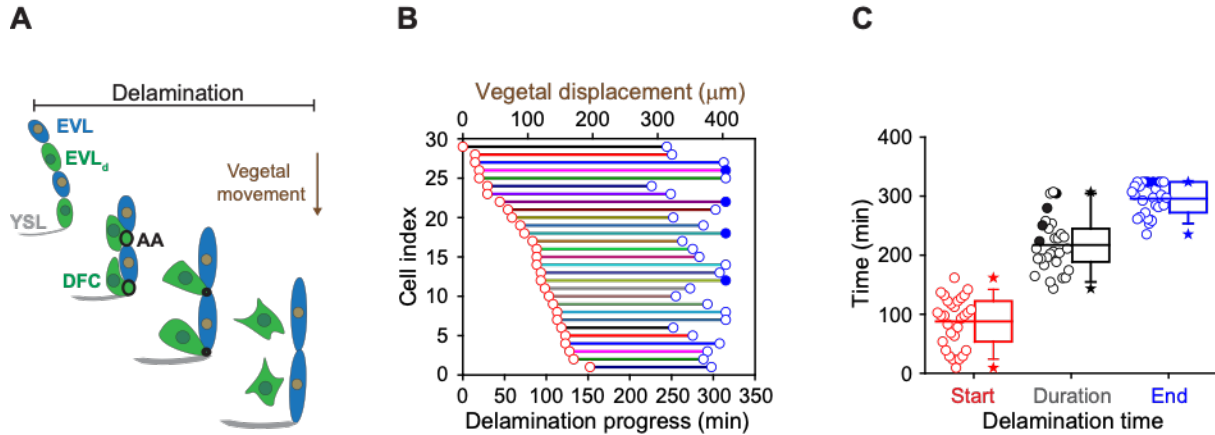 A
Delamination
EVL
EVLd
Vegetal
movement
YSL
AA
DFC
B
Vegetal displacement (μm)
0 100 200 300 400
30
25
20
15
10
5
0
Cell index
0 50 100 150 200 250 300 350
Delamination progress (min)
C
400
300
200
100
0
Time (min)
Start Duration End
Delamination time